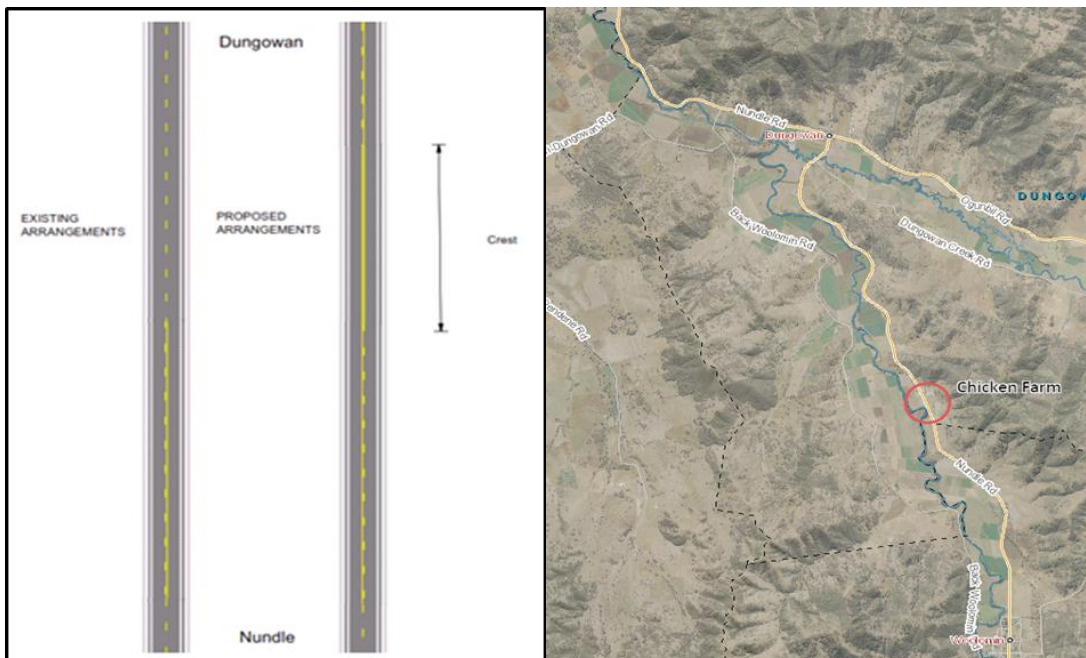 Dungowan
EXISTING
ARRANGEMENTS
PROPOSED
ARRANGEMENTS
Crest
Nundle
Nundle Rd
Dungowan
Ogunbil Rd
Dungowan Creek Rd
Back Woolomin Rd
Chicken Farm
Nundle Rd
Back Woolomin
Woolomin